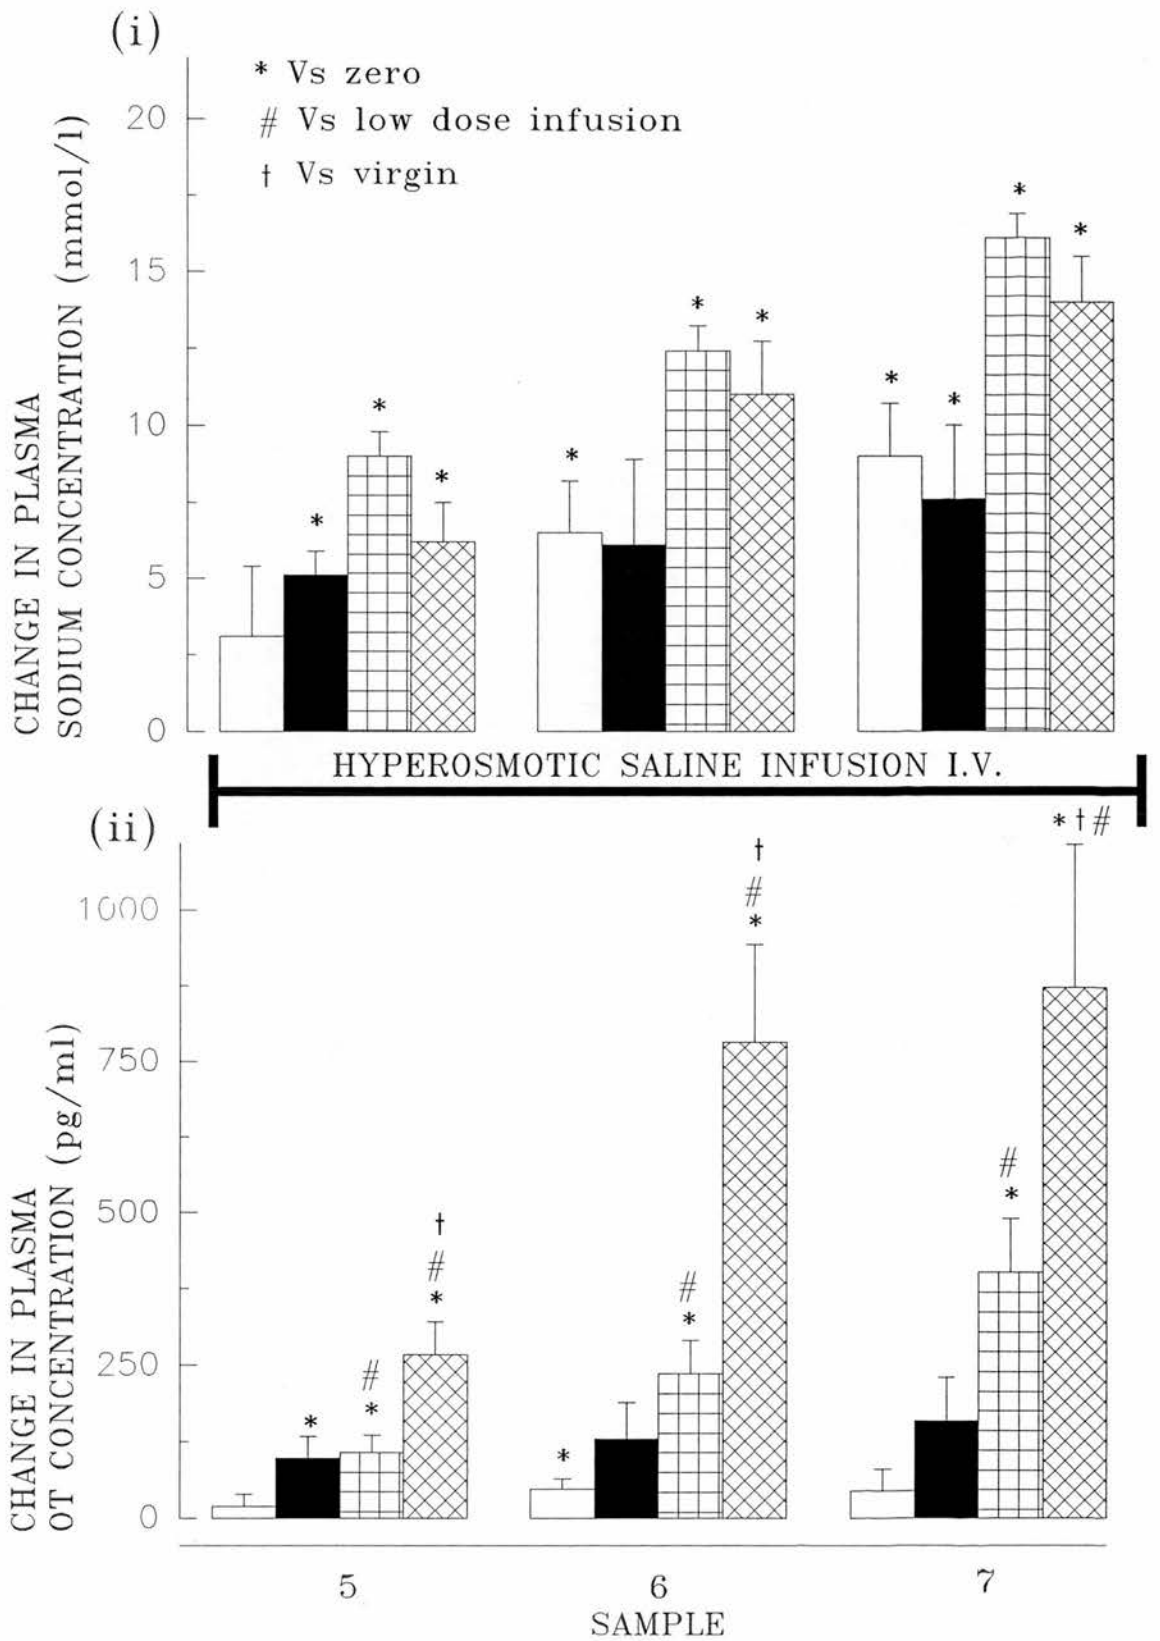 (i)
* Vs zero
# Vs low dose infusion
† Vs virgin
CHANGE IN PLASMA
SODIUM CONCENTRATION (mmol/l)
20
15
10
5
0
* * * *
* * *
* * * *
HYPEROSMOTIC SALINE INFUSION I.V.
(ii)
CHANGE IN PLASMA
OT CONCENTRATION (pg/ml)
1000
750
500
250
0
*
#
*
†
#
*
*
#
*
†
#
*
#
*
* † #
5 6 7
SAMPLE